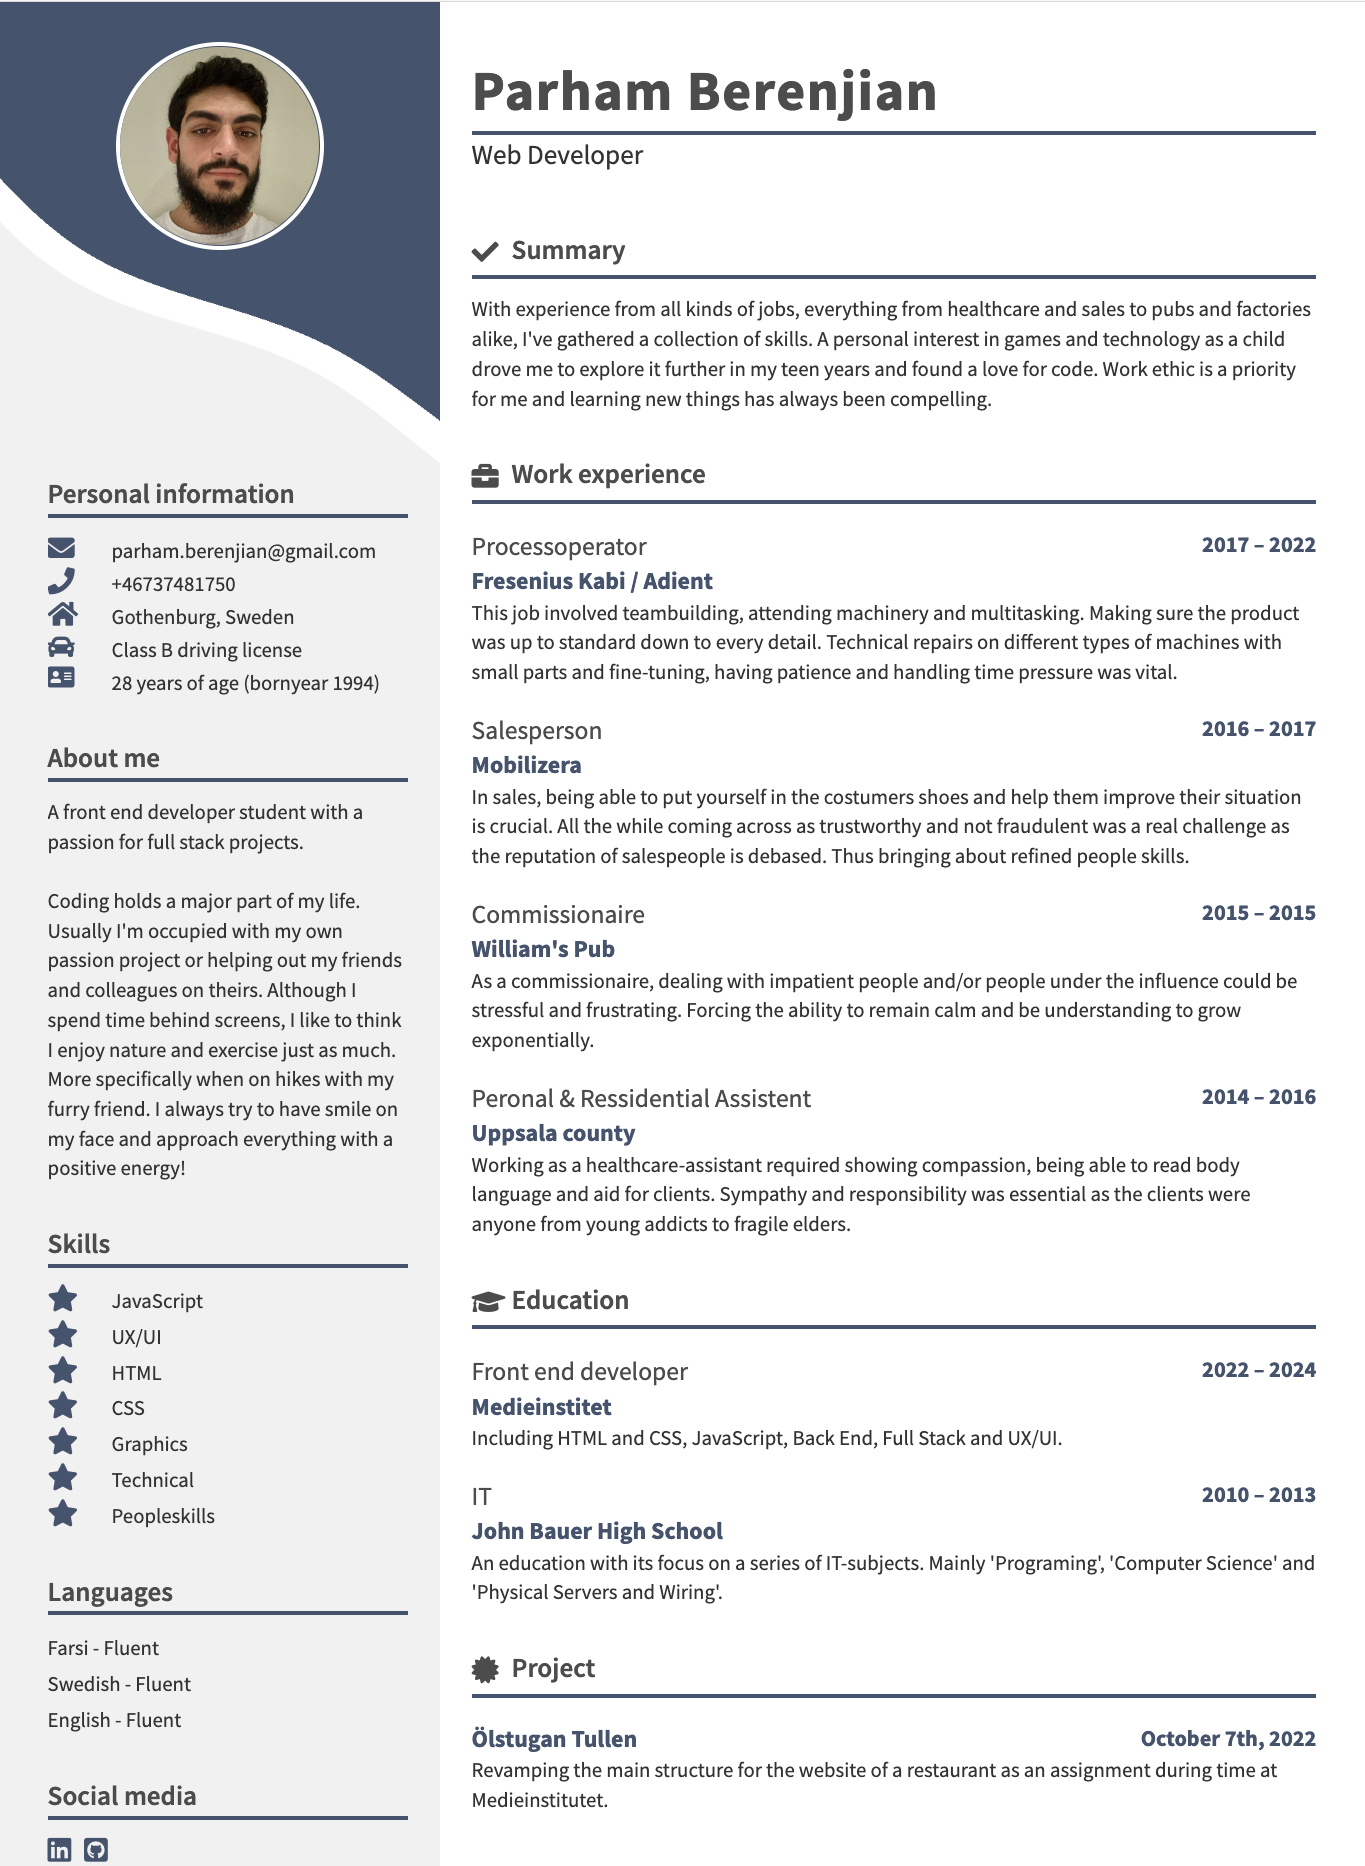 Parham Berenjian
Web Developer
Personal information
parham.berenjian@gmail.com
+46737481750
Gothenburg, Sweden
Class B driving license
28 years of age (bornyear 1994)
About me
A front end developer student with a
passion for full stack projects.
Coding holds a major part of my life.
Usually I'm occupied with my own
passion project or helping out my friends
and colleagues on theirs. Although I
spend time behind screens, I like to think
I enjoy nature and exercise just as much.
More specifically when on hikes with my
furry friend. I always try to have smile on
my face and approach everything with a
positive energy!
Skills
JavaScript
UX/UI
HTML
CSS
Graphics
Technical
Peopleskills
Languages
Farsi - Fluent
Swedish - Fluent
English - Fluent
Social media
in
Summary
With experience from all kinds of jobs, everything from healthcare and sales to pubs and factories
alike, I've gathered a collection of skills. A personal interest in games and technology as a child
drove me to explore it further in my teen years and found a love for code. Work ethic is a priority
for me and learning new things has always been compelling.
Work experience
Processoperator 2017 – 2022
Fresenius Kabi / Adient
This job involved teambuilding, attending machinery and multitasking. Making sure the product
was up to standard down to every detail. Technical repairs on different types of machines with
small parts and fine-tuning, having patience and handling time pressure was vital.
Salesperson 2016 – 2017
Mobilizera
In sales, being able to put yourself in the costumers shoes and help them improve their situation
is crucial. All the while coming across as trustworthy and not fraudulent was a real challenge as
the reputation of salespeople is debased. Thus bringing about refined people skills.
Commissionaire 2015 – 2015
William's Pub
As a commissionaire, dealing with impatient people and/or people under the influence could be
stressful and frustrating. Forcing the ability to remain calm and be understanding to grow
exponentially.
Peronal & Ressidential Assistent 2014 – 2016
Uppsala county
Working as a healthcare-assistant required showing compassion, being able to read body
language and aid for clients. Sympathy and responsibility was essential as the clients were
anyone from young addicts to fragile elders.
Education
Front end developer 2022 – 2024
Medieinstitet
Including HTML and CSS, JavaScript, Back End, Full Stack and UX/UI.
IT 2010 – 2013
John Bauer High School
An education with its focus on a series of IT-subjects. Mainly 'Programing', 'Computer Science' and
'Physical Servers and Wiring'.
Project
Ölstugan Tullen October 7th, 2022
Revamping the main structure for the website of a restaurant as an assignment during time at
Medieinstitutet.